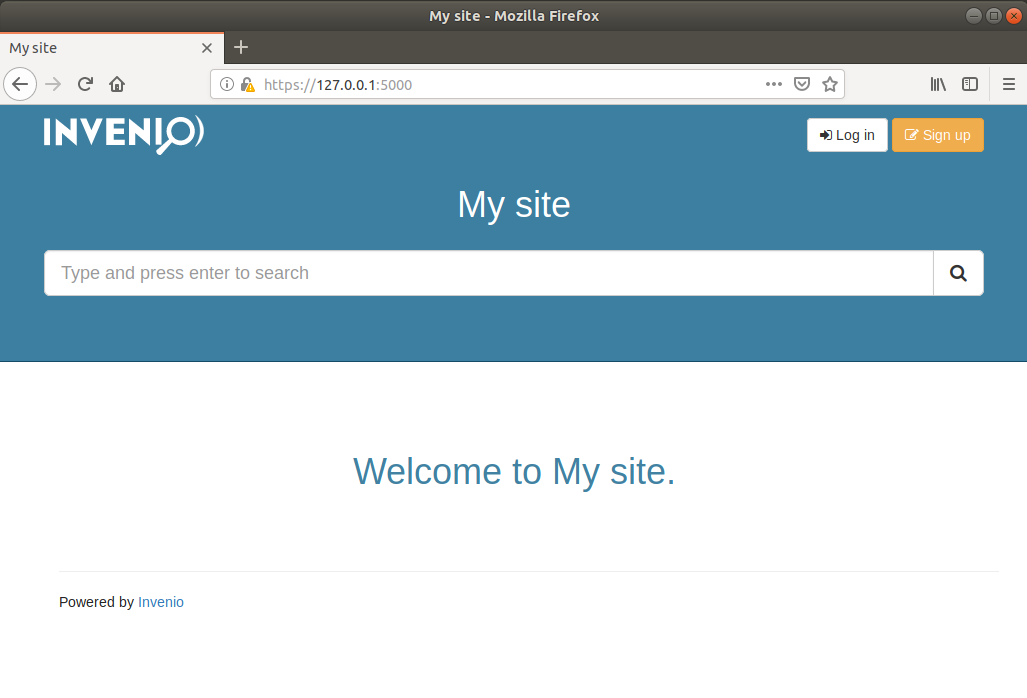 My site - Mozilla Firefox
My site
https://127.0.0.1:5000
INVENIO
Log in
Sign up
My site
Type and press enter to search
Welcome to My site.
Powered by Invenio